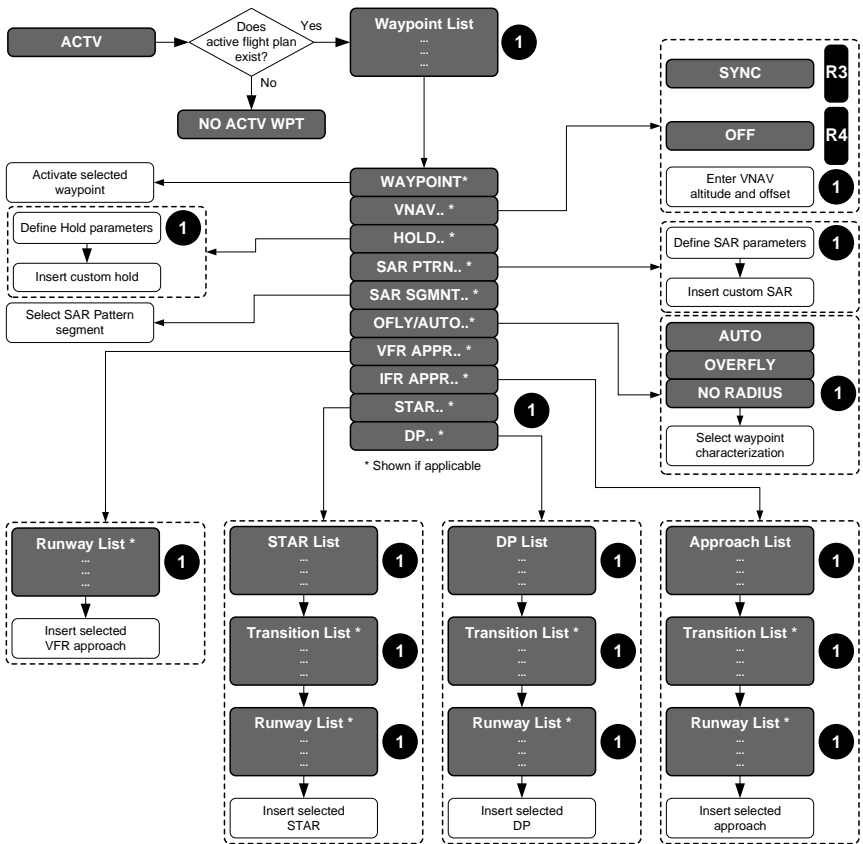 ACTV
Does
active flight plan
exist?
Yes
No
NO ACTV WPT
Waypoint List
...
...
...
1
SYNC
R3
OFF
R4
Enter VNAV
altitude and offset
1
WAYPOINT*
VNAV.. *
HOLD.. *
SAR PTRN.. *
SAR SGMNT.. *
OFLY/AUTO.. *
VFR APPR.. *
IFR APPR.. *
STAR.. *
DP.. *
1
* Shown if applicable
Activate selected
waypoint
Define Hold parameters
1
Insert custom hold
Select SAR Pattern
segment
Define SAR parameters
1
Insert custom SAR
AUTO
OVERFLY
NO RADIUS
1
Select waypoint
characterization
Runway List *
...
...
...
1
Insert selected
VFR approach
STAR List
...
...
...
1
Transition List *
...
...
...
1
Runway List *
...
...
...
1
Insert selected
STAR
DP List
...
...
...
1
Transition List *
...
...
...
1
Runway List *
...
...
...
1
Insert selected
DP
Approach List
...
...
...
1
Transition List *
...
...
...
1
Runway List *
...
...
...
1
Insert selected
approach